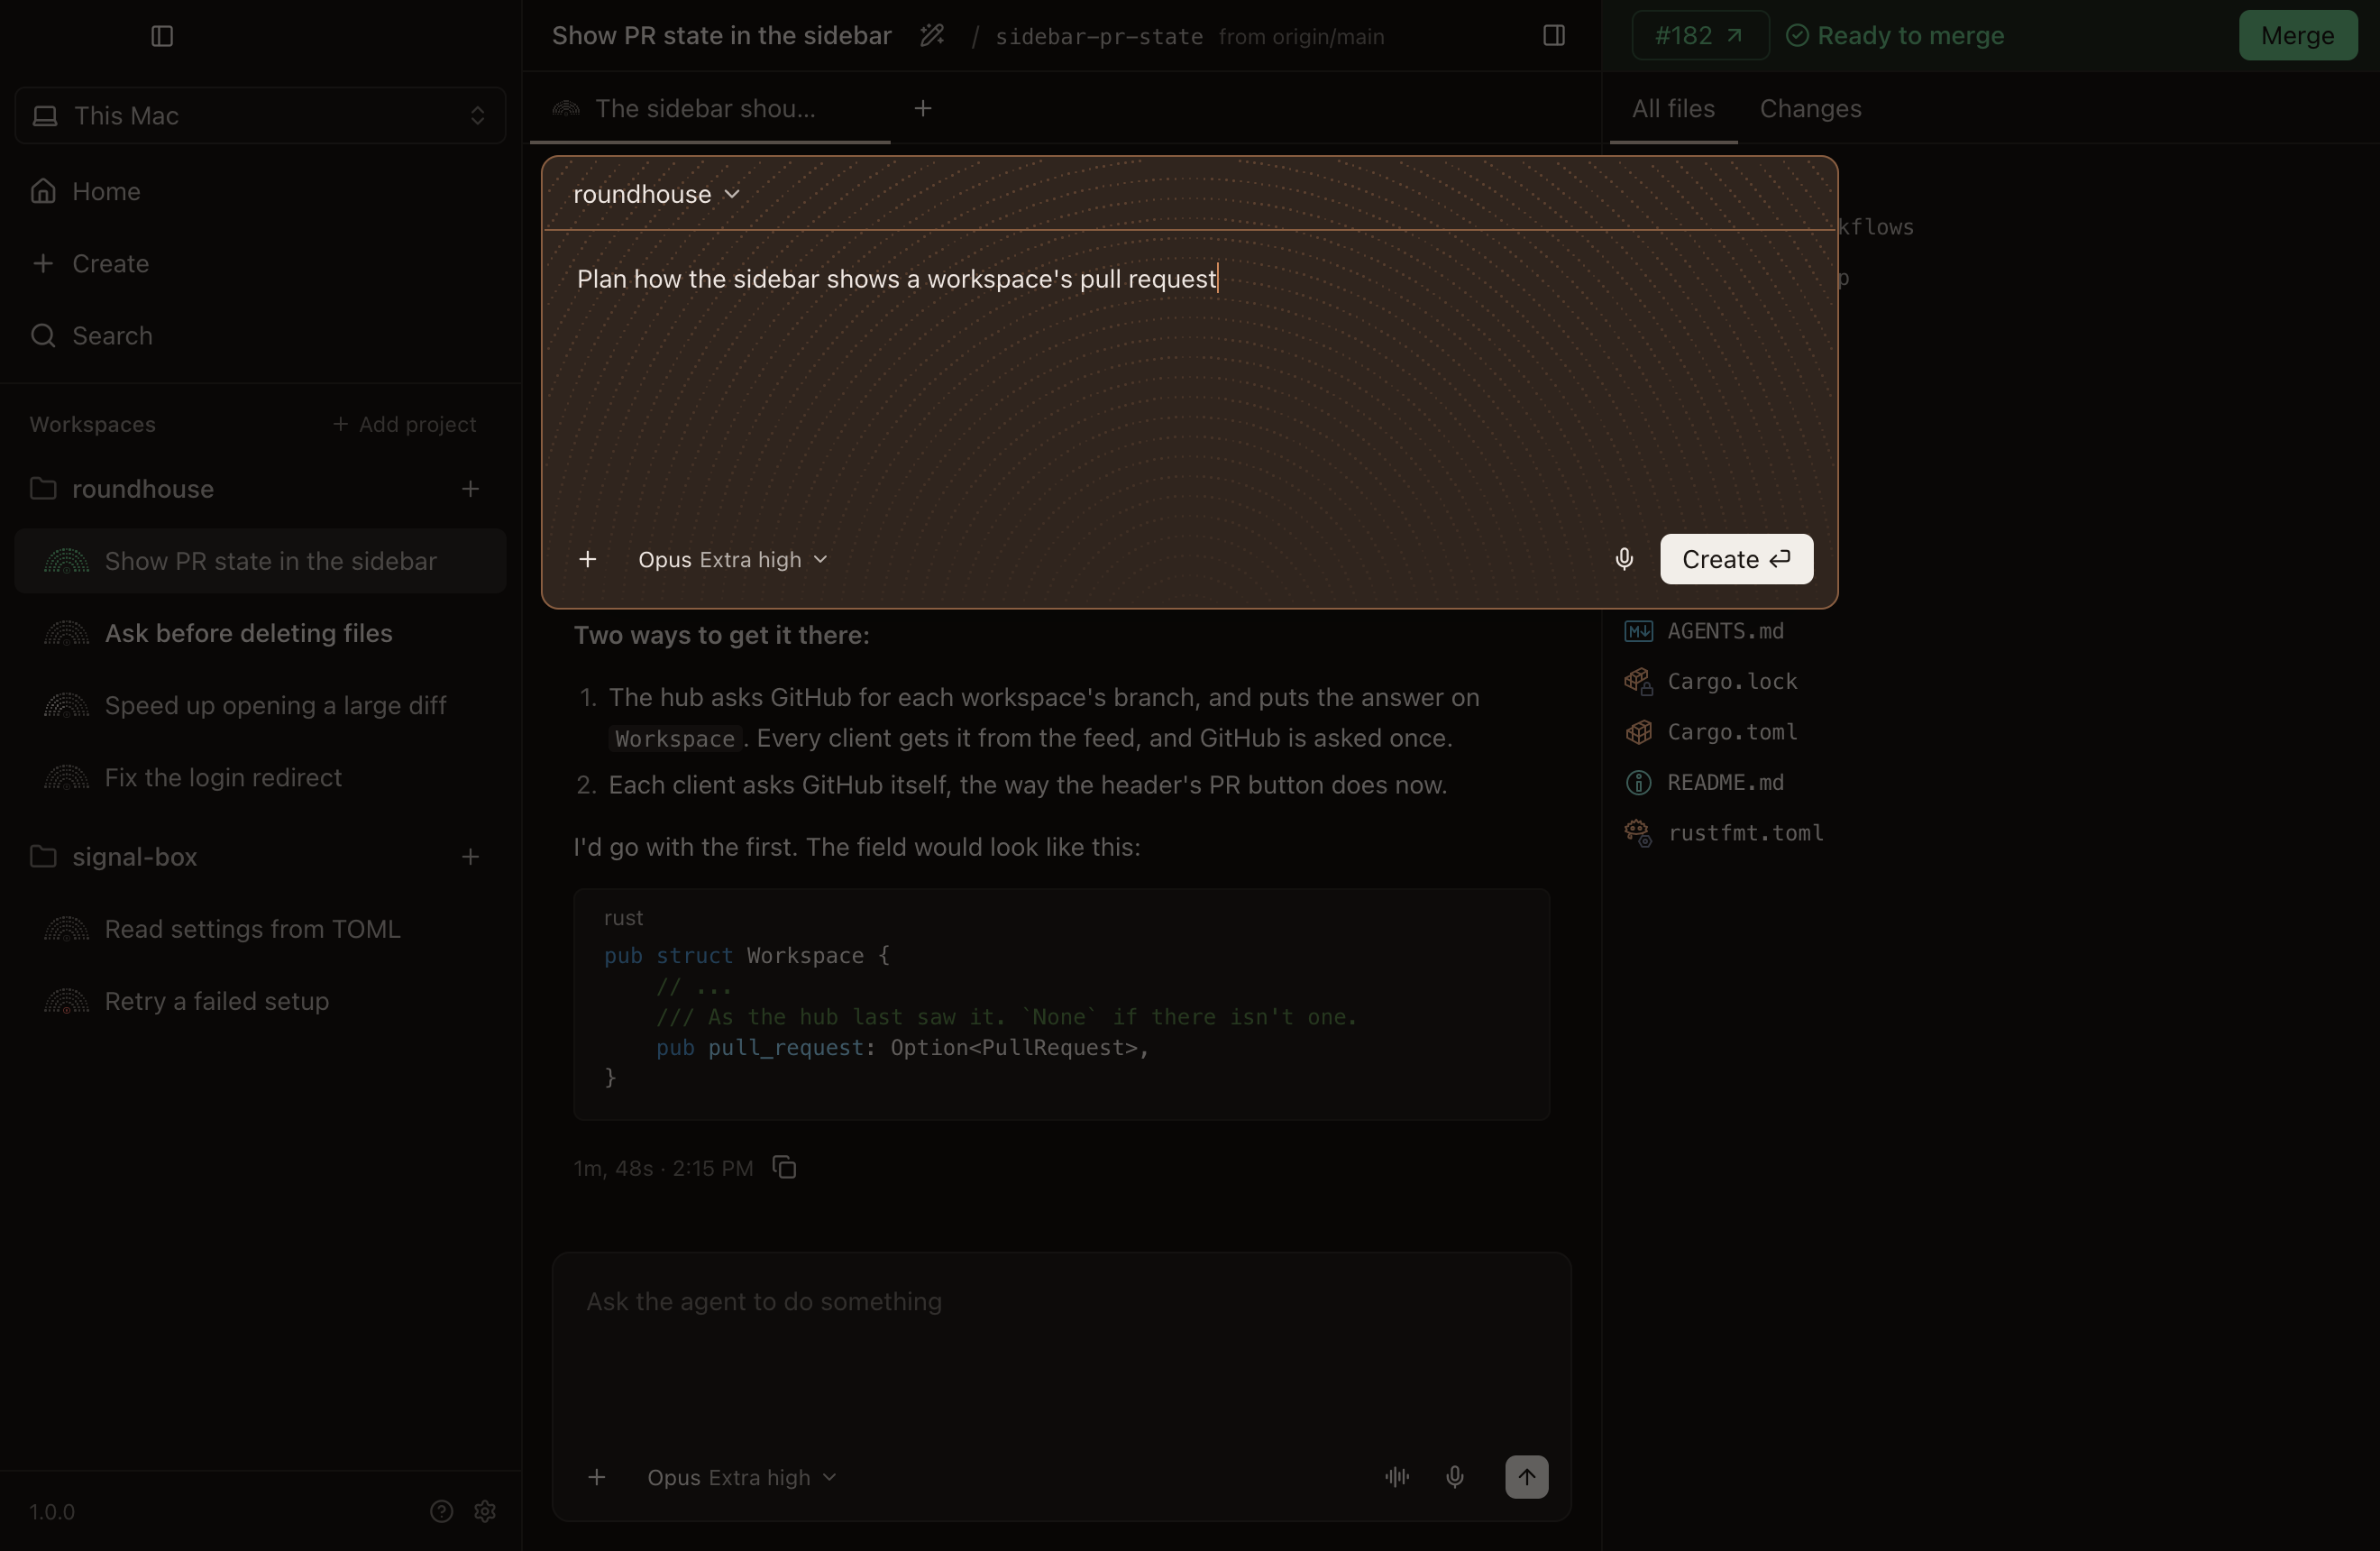 Show PR state in the sidebar / sidebar-pr-state from origin/main
#182 Ready to merge
Merge
This Mac
The sidebar shou...
All files
Changes
Home
Create
Search
Workspaces
Add project
roundhouse
Show PR state in the sidebar
Ask before deleting files
Speed up opening a large diff
Fix the login redirect
signal-box
Read settings from TOML
Retry a failed setup
1.0.0
roundhouse
Plan how the sidebar shows a workspace's pull request
Opus Extra high
Create
Two ways to get it there:
1. The hub asks GitHub for each workspace's branch, and puts the answer on
Workspace. Every client gets it from the feed, and GitHub is asked once.
2. Each client asks GitHub itself, the way the header's PR button does now.
I'd go with the first. The field would look like this:
rust
pub struct Workspace {
// ...
/// As the hub last saw it. `None` if there isn't one.
pub pull_request: Option<PullRequest>,
}
1m, 48s · 2:15 PM
Ask the agent to do something
Opus Extra high
kflows
p
AGENTS.md
Cargo.lock
Cargo.toml
README.md
rustfmt.toml